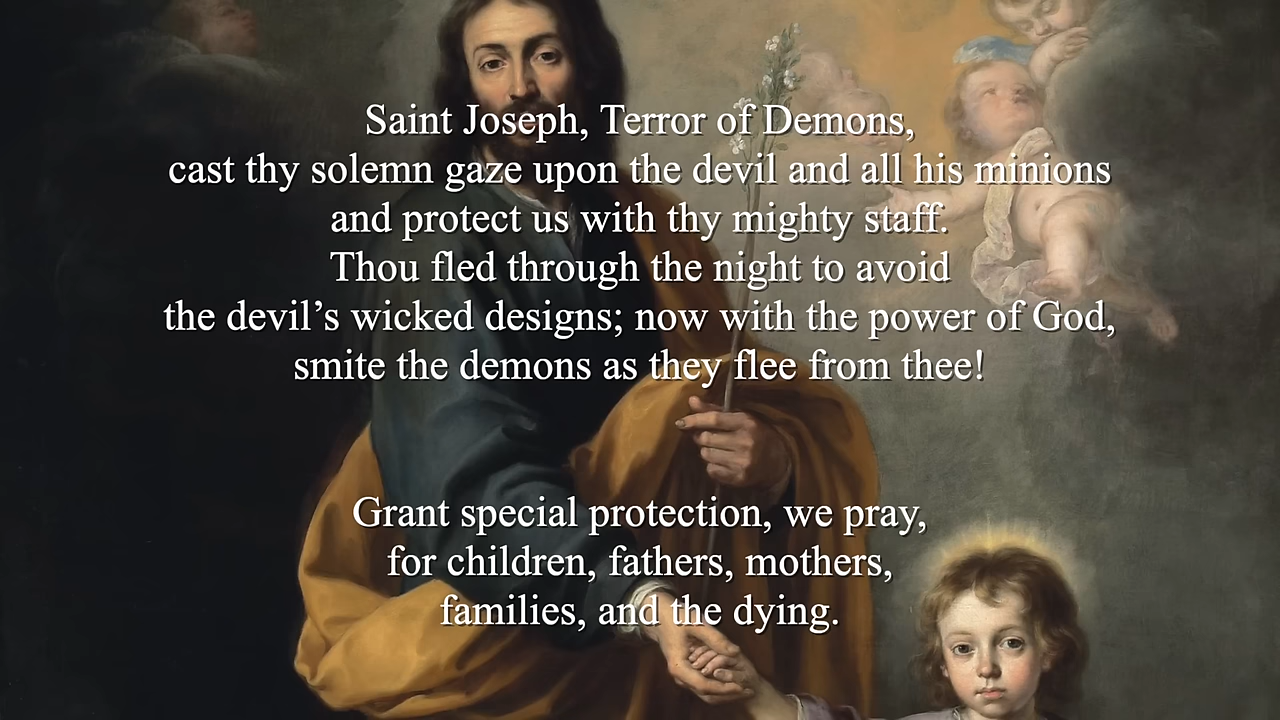 Saint Joseph, Terror of Demons,
cast thy solemn gaze upon the devil and all his minions
and protect us with thy mighty staff.
Thou fled through the night to avoid
the devil’s wicked designs; now with the power of God,
smite the demons as they flee from thee!
Grant special protection, we pray,
for children, fathers, mothers,
families, and the dying.